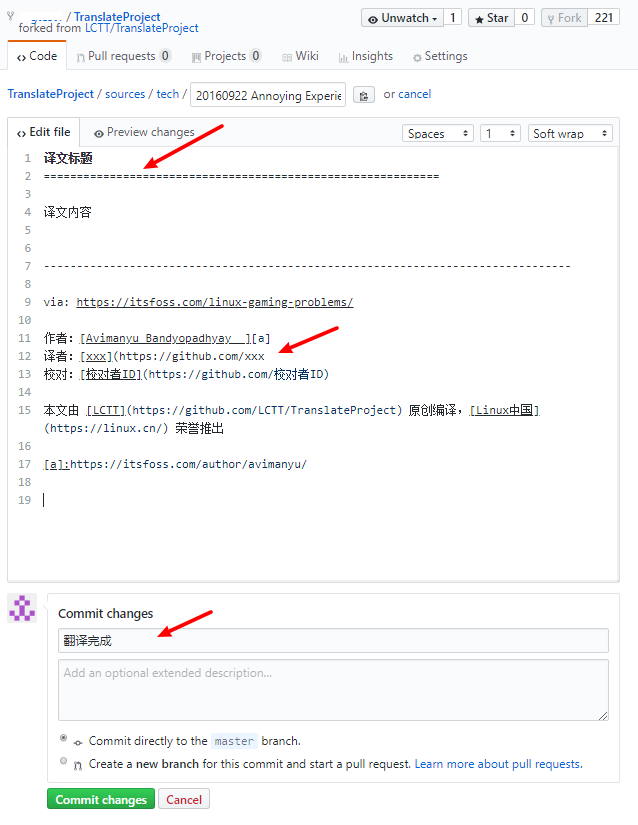 / TranslateProject
forked from LCTT/TranslateProject
Unwatch 1 Star 0 Fork 221
Code Pull requests 0 Projects 0 Wiki Insights Settings
TranslateProject / sources / tech / 20160922 Annoying Experie or cancel
Edit file Preview changes Spaces 1 Soft wrap
1 译文标题
2 ============================================================
3
4 译文内容
5
6
7 --------------------------------------------------------------------------------
8
9 via: https://itsfoss.com/linux-gaming-problems/
10
11 作者：[Avimanyu Bandyopadhyay  ][a]
12 译者：[xxx](https://github.com/xxx
13 校对：[校对者ID](https://github.com/校对者ID)
14
15 本文由 [LCTT](https://github.com/LCTT/TranslateProject) 原创编译，[Linux中国]
(https://linux.cn/) 荣誉推出
16
17 [a]:https://itsfoss.com/author/avimanyu/
18
19
Commit changes
翻译完成
Add an optional extended description...
Commit directly to the master branch.
Create a new branch for this commit and start a pull request. Learn more about pull requests.
Commit changes Cancel